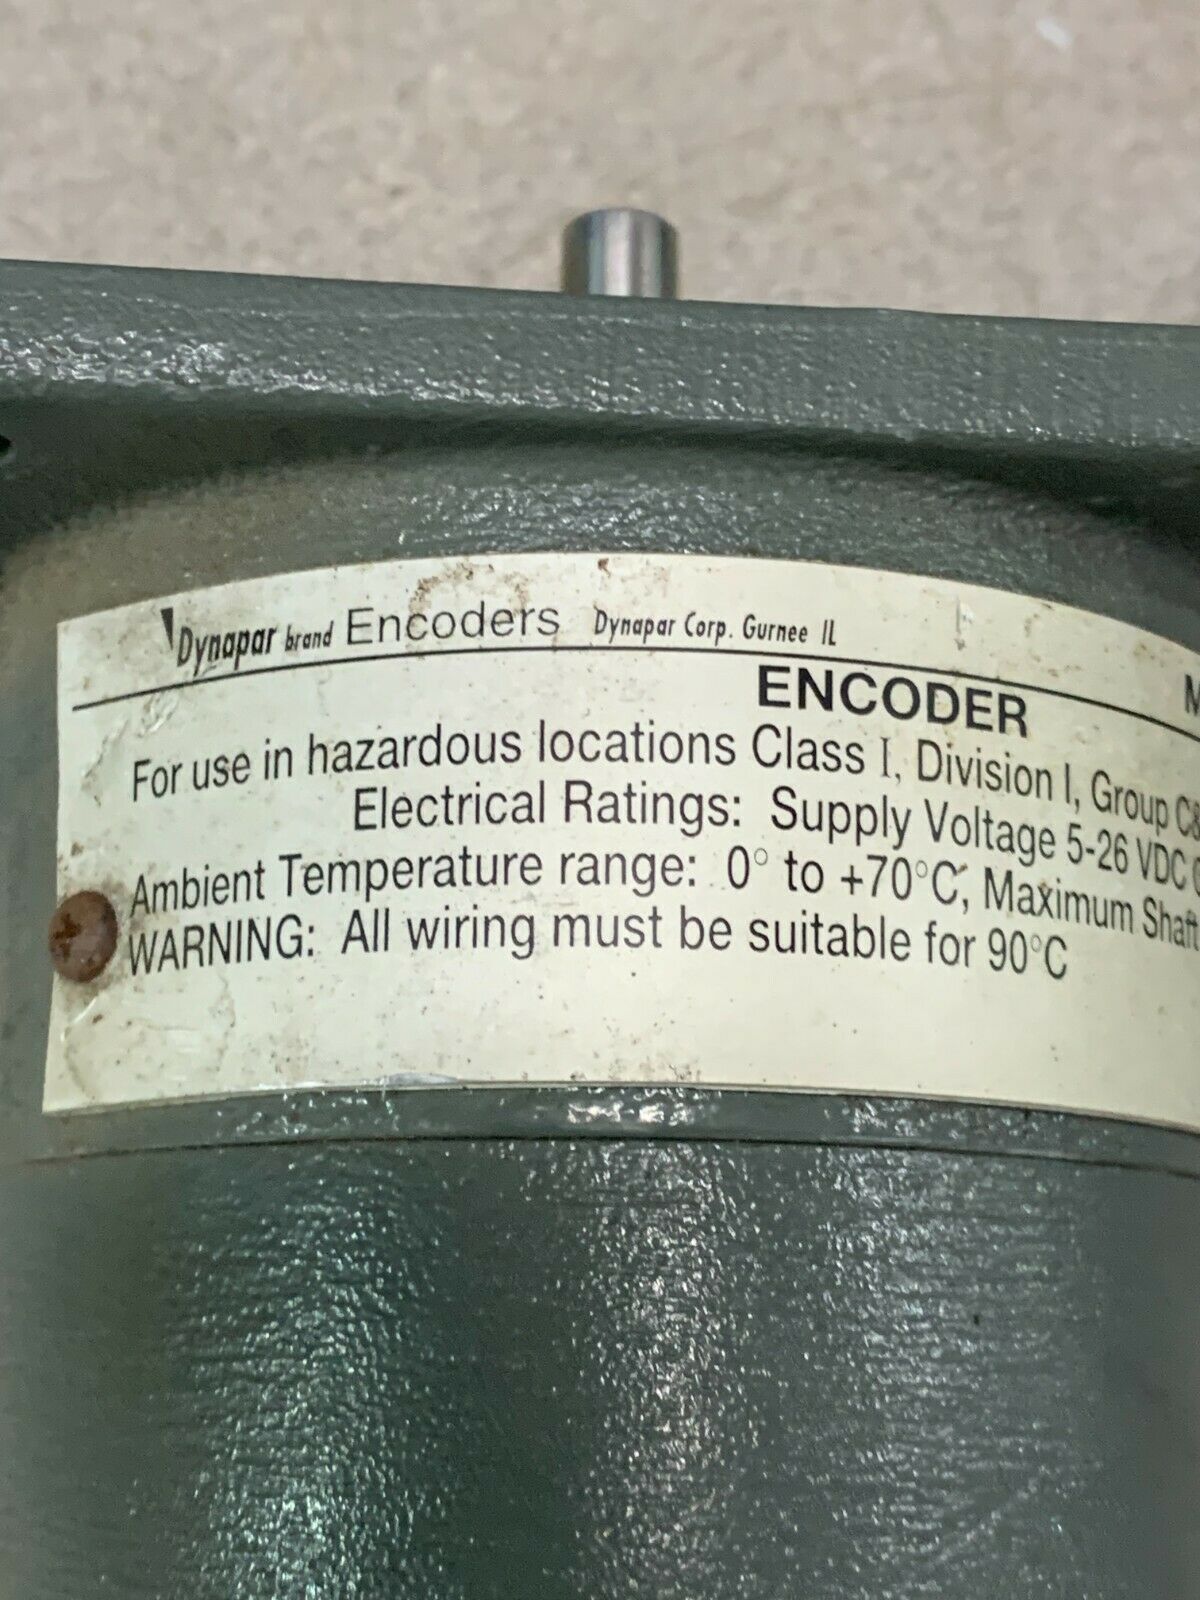 Dynapar brand Encoders Dynapar Corp. Gurnee IL
ENCODER
For use in hazardous locations Class I, Division I, Group C&
Electrical Ratings: Supply Voltage 5-26 VDC
Ambient Temperature range: 0° to +70°C, Maximum Shaft
WARNING: All wiring must be suitable for 90°C